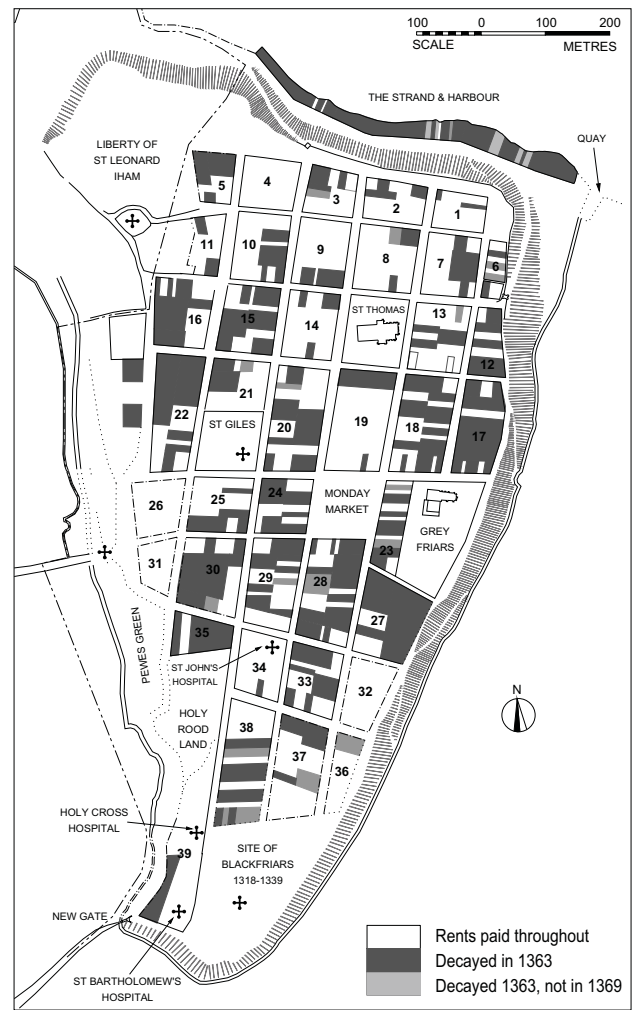 100 0 100 200
SCALE METRES
THE STRAND & HARBOUR
QUAY
LIBERTY OF
ST LEONARD
IHAM
5
4
3
2
1
11
10
9
8
7
6
ST THOMAS
16
15
14
13
12
21
22
ST GILES
20
19
18
17
26
25
24
MONDAY
MARKET
GREY
FRIARS
23
31
30
29
28
27
PEWES GREEN
35
ST JOHN'S
HOSPITAL
34
33
32
N
HOLY
ROOD
LAND
38
37
36
HOLY CROSS
HOSPITAL
39
SITE OF
BLACKFRIARS
1318-1339
NEW GATE
ST BARTHOLOMEW'S
HOSPITAL
Rents paid throughout
Decayed in 1363
Decayed 1363, not in 1369